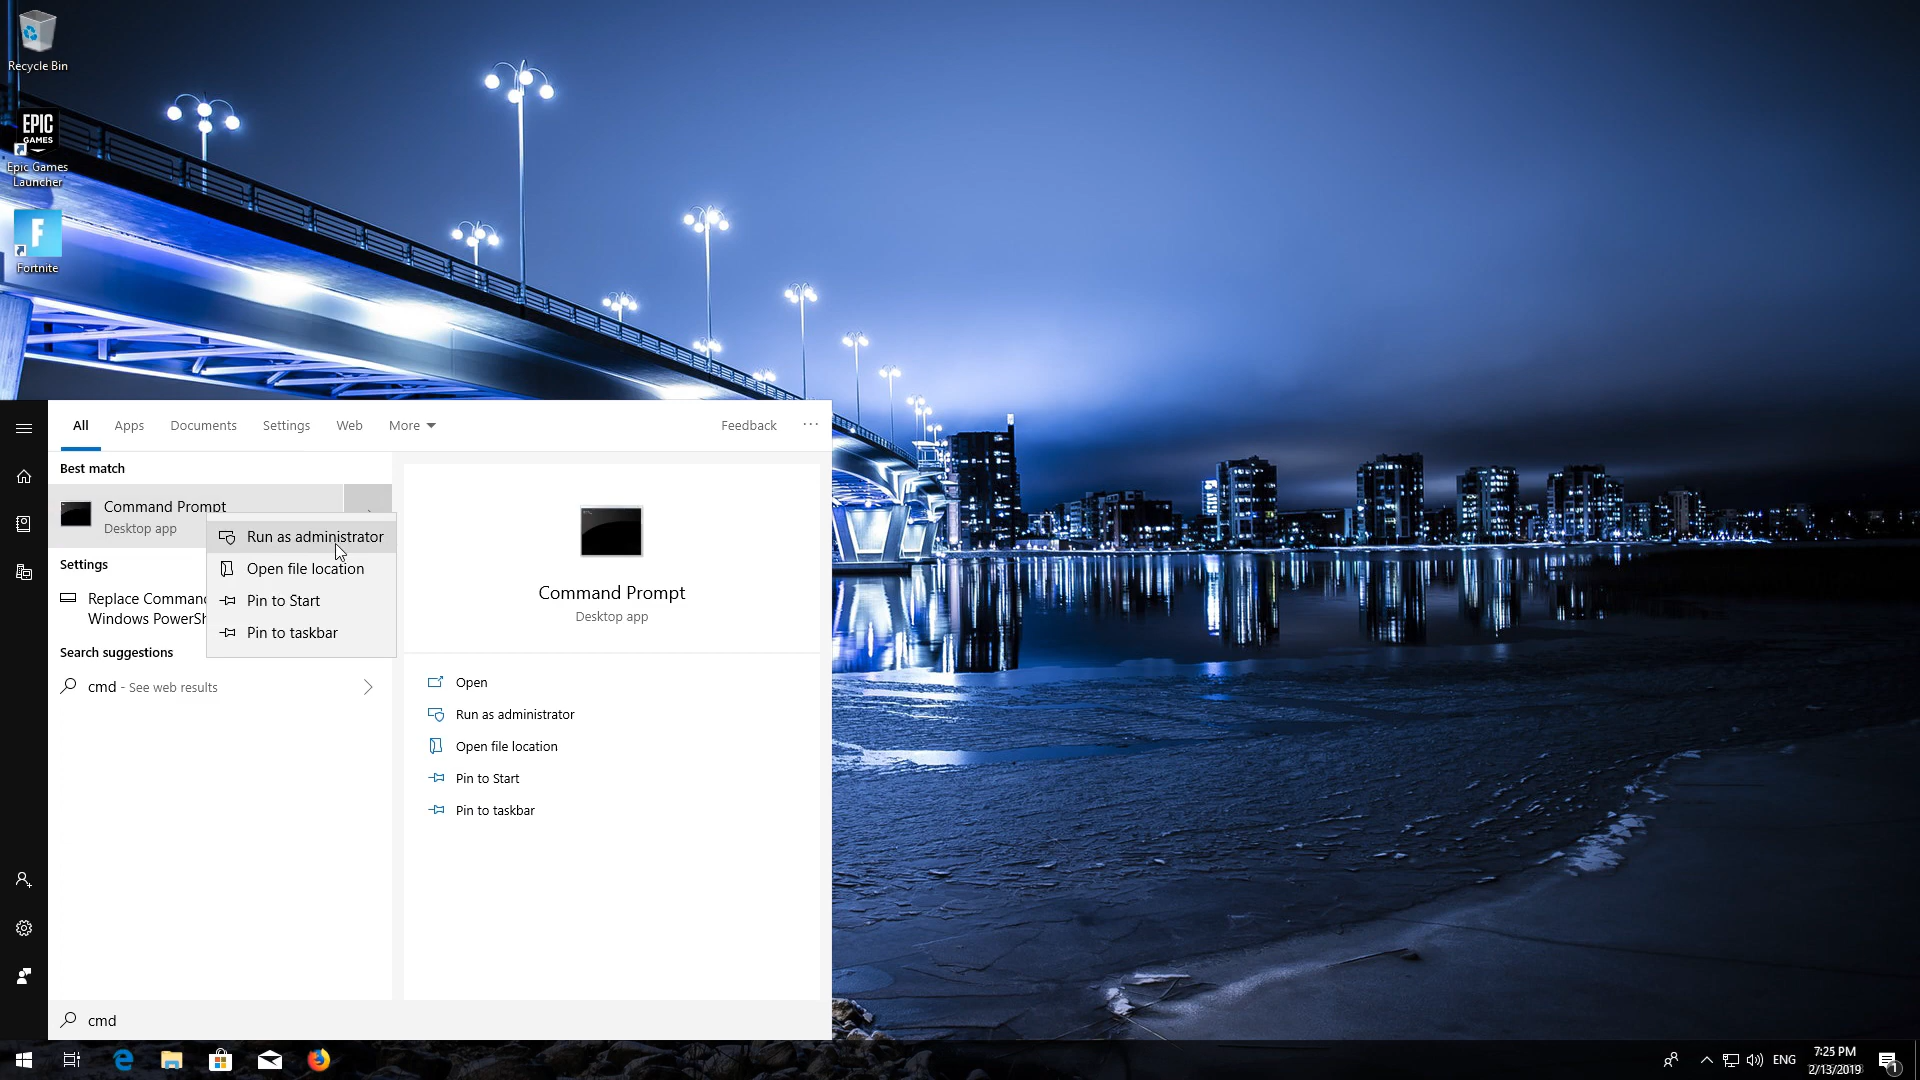 Recycle Bin
EPIC
GAMES
Epic Games
Launcher
F
Fortnite
All
Apps
Documents
Settings
Web
More
Feedback
Best match
Command Prompt
Desktop app
Run as administrator
Open file location
Pin to Start
Pin to taskbar
Settings
Replace Comman
Windows PowerSh
Search suggestions
cmd - See web results
Command Prompt
Desktop app
Open
Run as administrator
Open file location
Pin to Start
Pin to taskbar
cmd
ENG
7:25 PM
2/13/2019
1